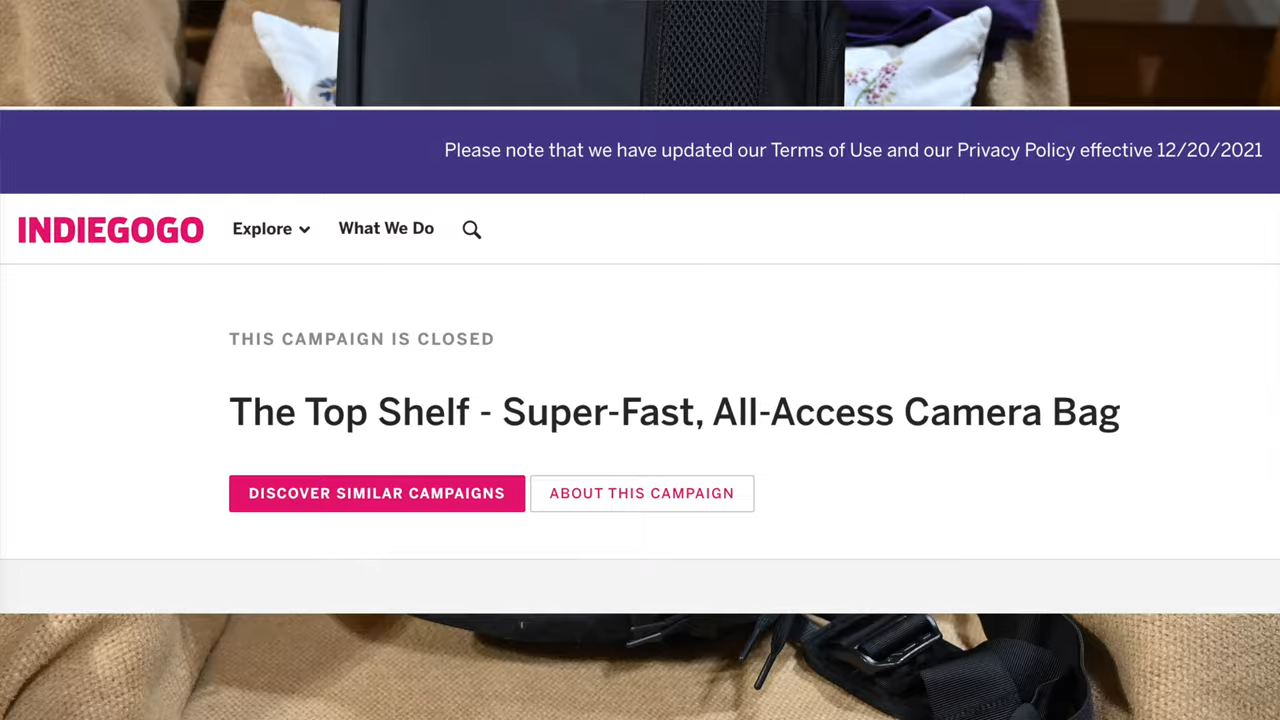 Please note that we have updated our Terms of Use and our Privacy Policy effective 12/20/2021
INDIEGOGO Explore What We Do
THIS CAMPAIGN IS CLOSED
The Top Shelf - Super-Fast, All-Access Camera Bag
DISCOVER SIMILAR CAMPAIGNS ABOUT THIS CAMPAIGN